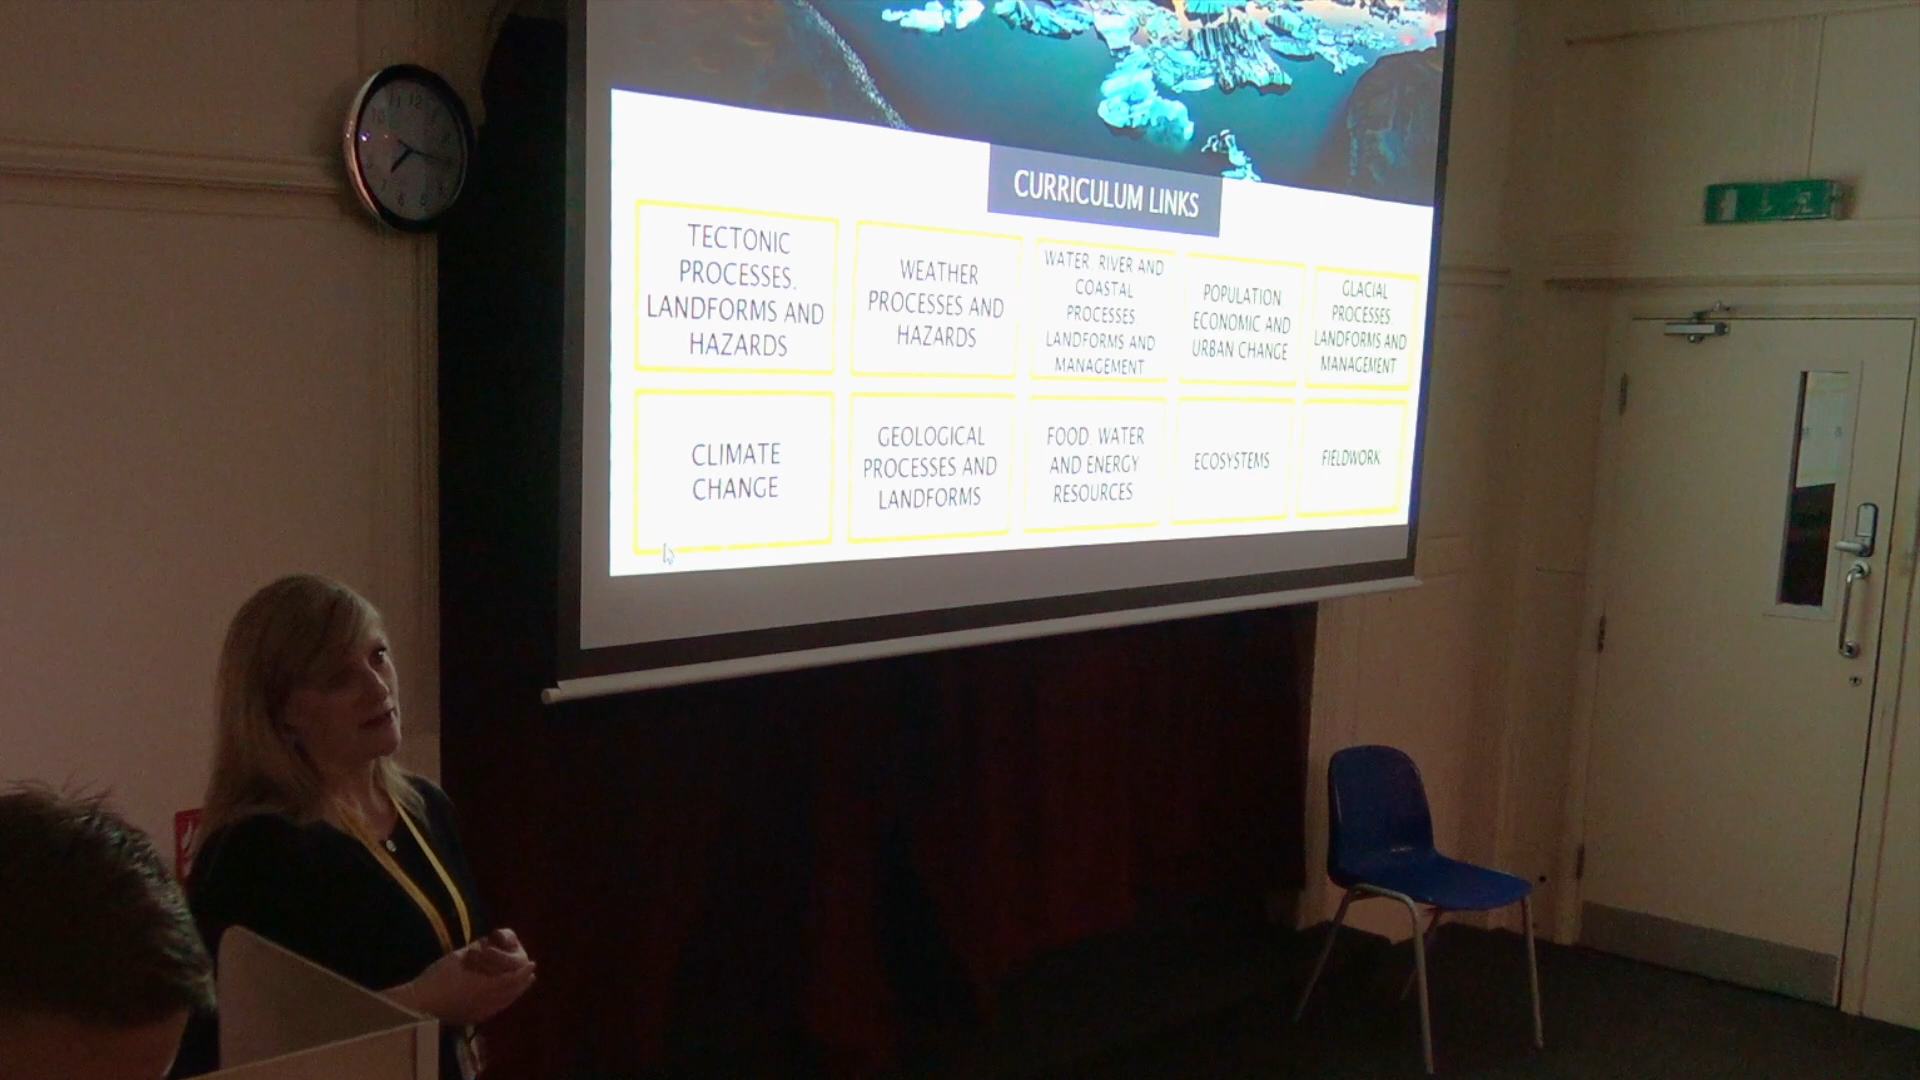 CURRICULUM LINKS
TECTONIC
PROCESSES,
LANDFORMS AND
HAZARDS
WEATHER
PROCESSES AND
HAZARDS
WATER, RIVER AND
COASTAL
PROCESSES
LANDFORMS AND
MANAGEMENT
POPULATION
ECONOMIC AND
URBAN CHANGE
GLACIAL
PROCESSES,
LANDFORMS AND
MANAGEMENT
CLIMATE
CHANGE
GEOLOGICAL
PROCESSES AND
LANDFORMS
FOOD, WATER
AND ENERGY
RESOURCES
ECOSYSTEMS
FIELDWORK